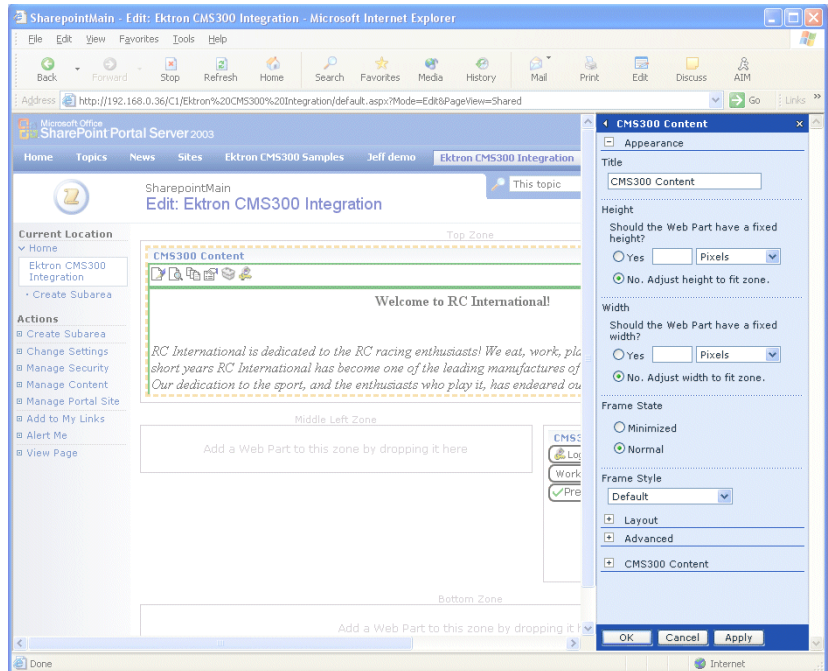 SharepointMain - Edit: Ektron CMS300 Integration - Microsoft Internet Explorer
File Edit View Favorites Tools Help
Back Forward Stop Refresh Home Search Favorites Media History Mail Print Edit Discuss AIM
Address http://192.168.0.36/C1/Ektron%20CMS300%20Integration/default.aspx?Mode=Edit&PageView=Shared Go Links »
Microsoft Office
SharePoint Portal Server 2003
Home Topics News Sites Ektron CMS300 Samples Jeff demo Ektron CMS300 Integration
SharepointMain
Edit: Ektron CMS300 Integration
This topic
Current Location
Home
Ektron CMS300
Integration
Create Subarea
Actions
Create Subarea
Change Settings
Manage Security
Manage Content
Manage Portal Site
Add to My Links
Alert Me
View Page
Top Zone
CMS300 Content
Welcome to RC International!
RC International is dedicated to the RC racing enthusiasts! We eat, work, pla
short years RC International has become one of the leading manufactures of
Our dedication to the sport, and the enthusiasts who play it, has endeared ou
Middle Left Zone
Add a Web Part to this zone by dropping it here
CMS3
Log
Work
Pre
Bottom Zone
Add a Web Part to this zone by dropping it h
CMS300 Content
Appearance
Title
CMS300 Content
Height
Should the Web Part have a fixed
height?
Yes Pixels
No. Adjust height to fit zone.
Width
Should the Web Part have a fixed
width?
Yes Pixels
No. Adjust width to fit zone.
Frame State
Minimized
Normal
Frame Style
Default
Layout
Advanced
CMS300 Content
OK Cancel Apply
Done Internet